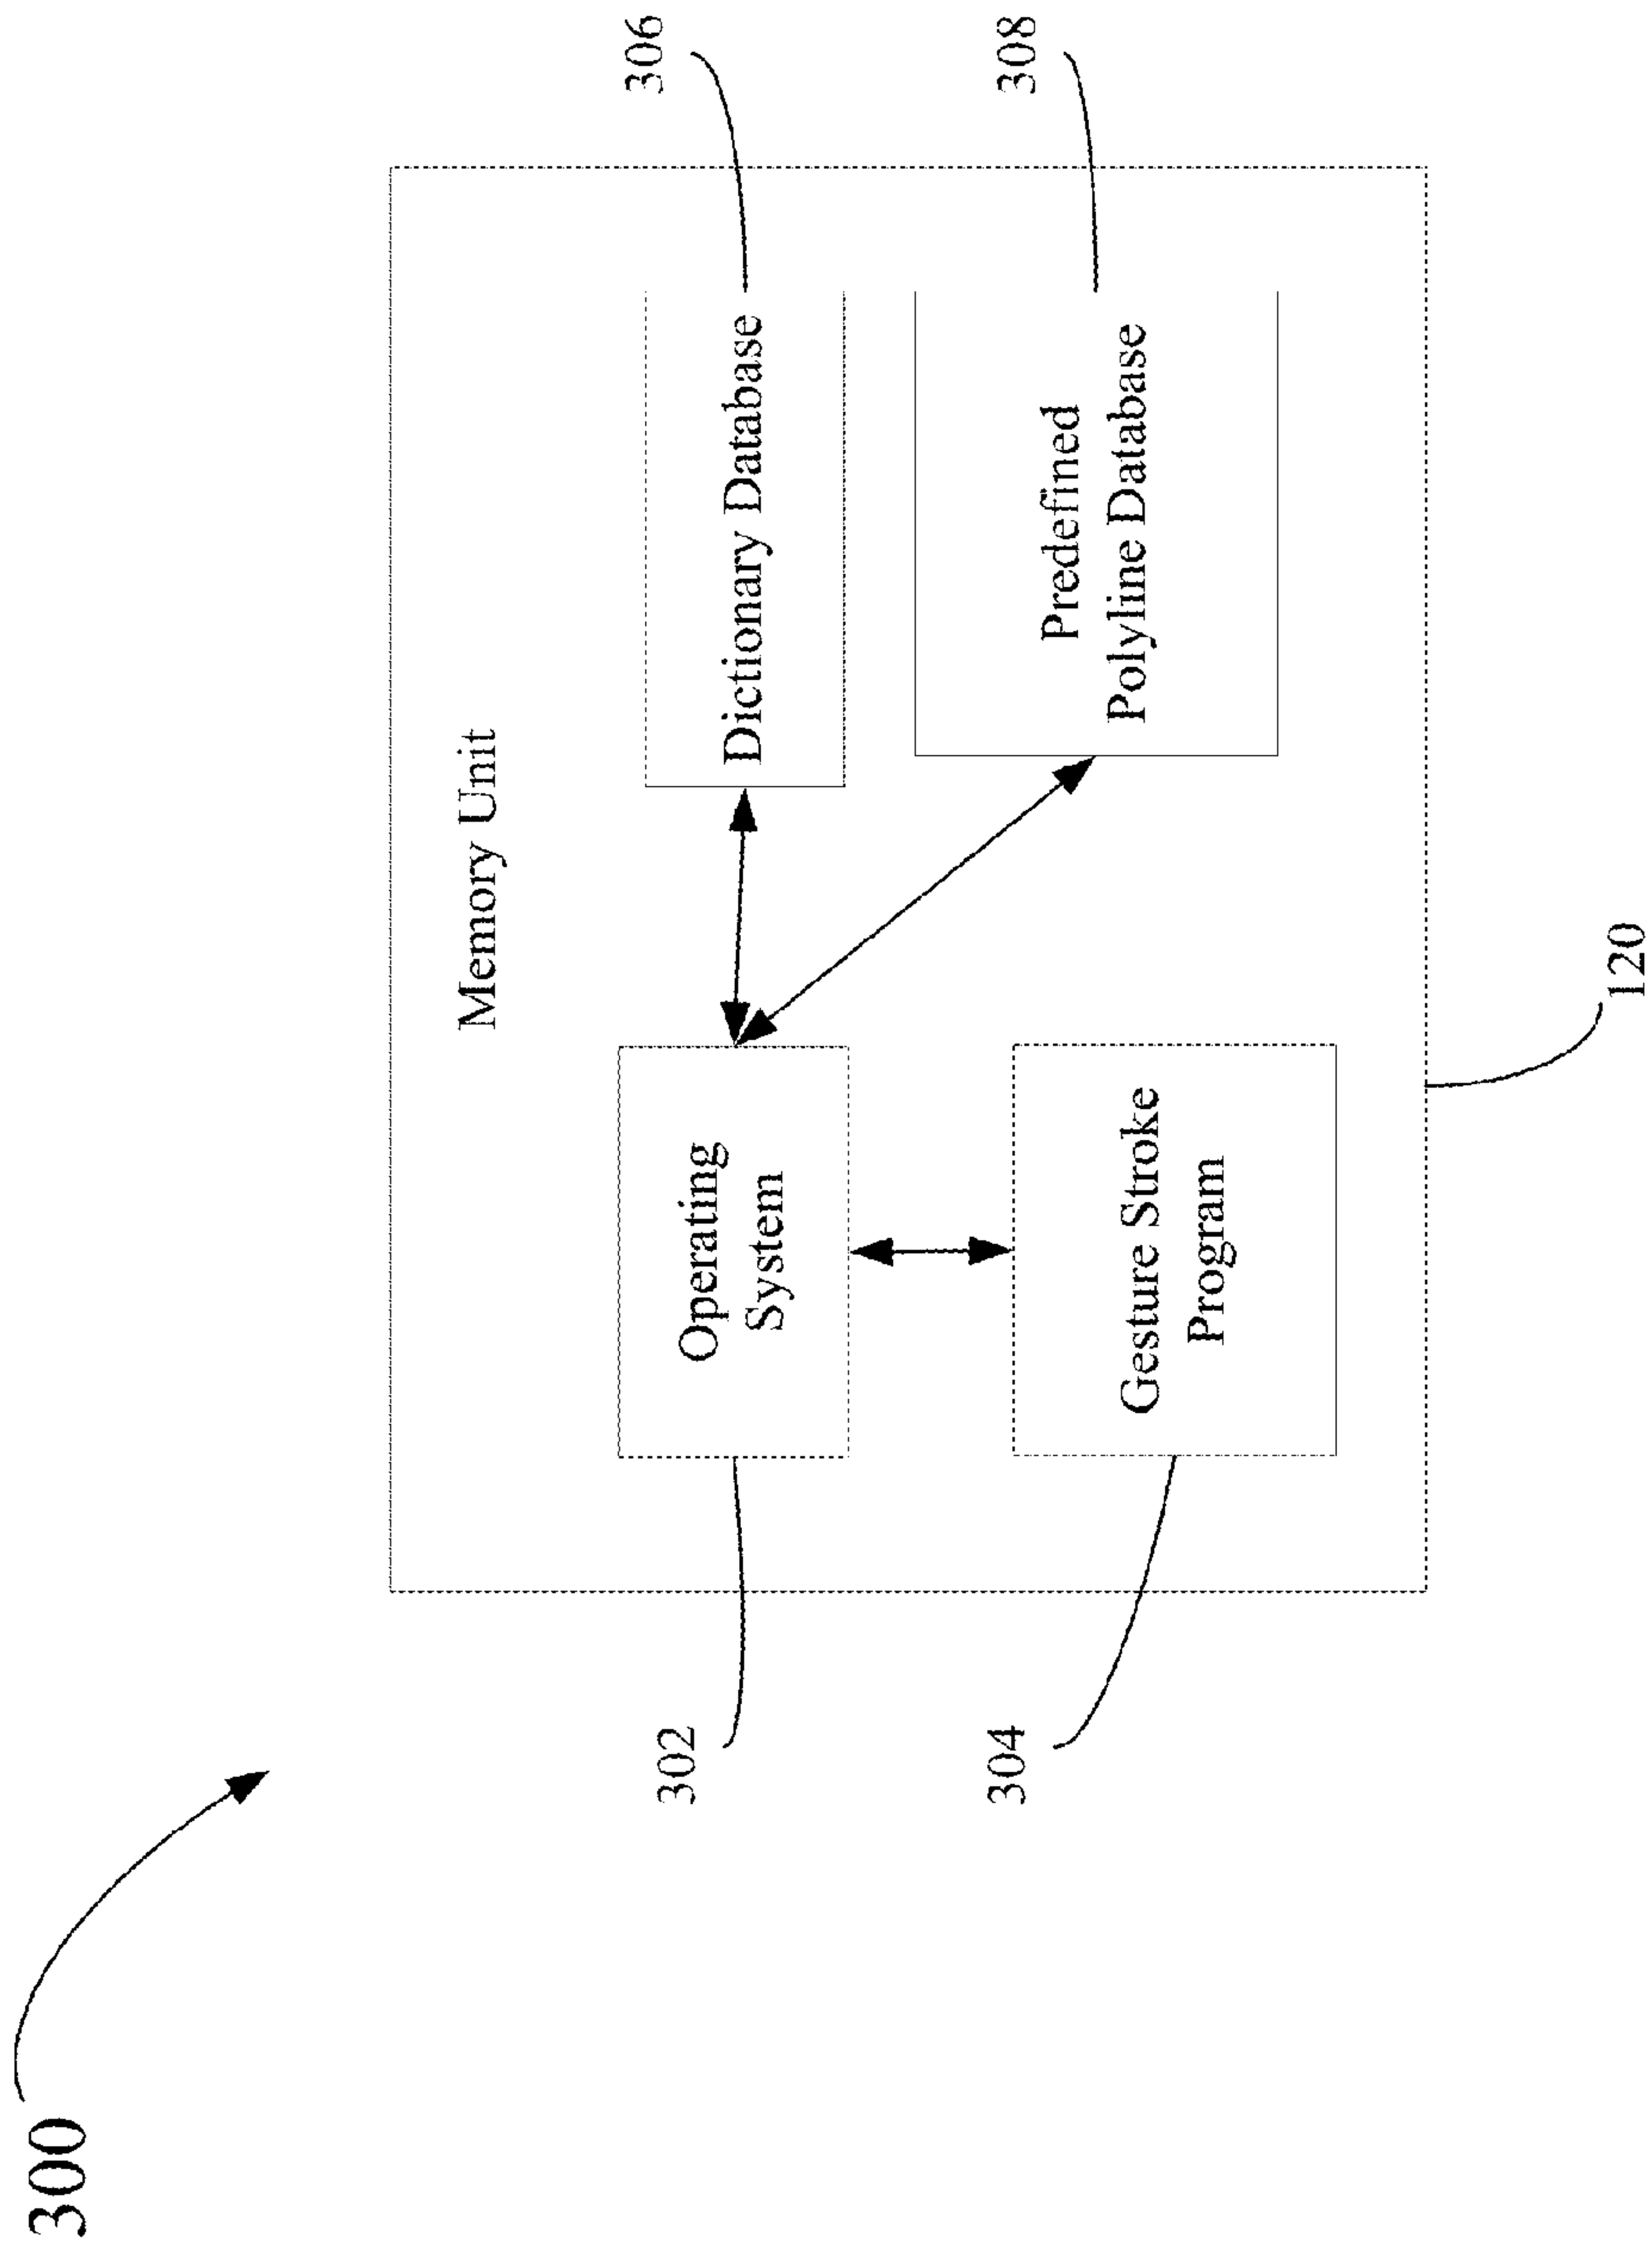 300
Memory Unit
302
Operating
System
Dictionary Database
306
304
Gesture Stroke
Program
Predefined
Polyline Database
308
120